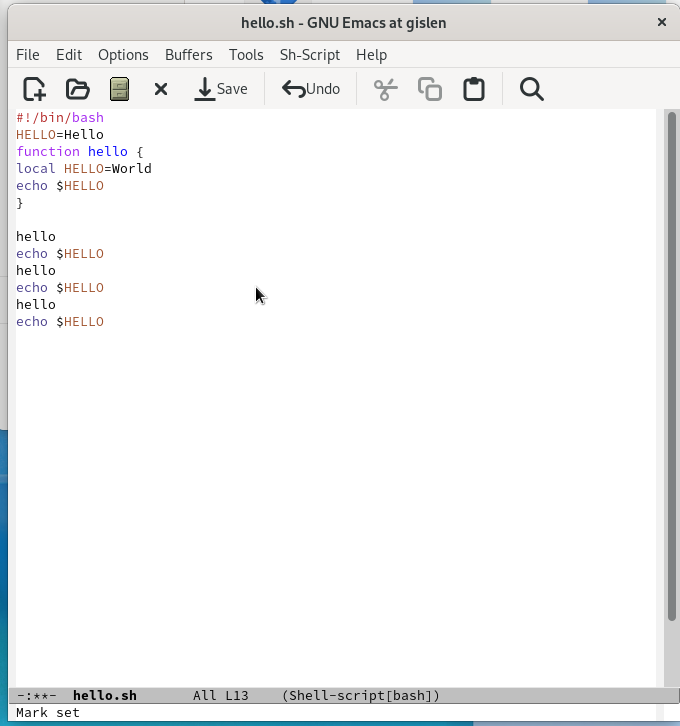 hello.sh - GNU Emacs at gislen
File Edit Options Buffers Tools Sh-Script Help
Save Undo
#!/bin/bash
HELLO=Hello
function hello {
local HELLO=World
echo $HELLO
}
hello
echo $HELLO
hello
echo $HELLO
hello
echo $HELLO
-:**- hello.sh All L13 (Shell-script[bash])
Mark set